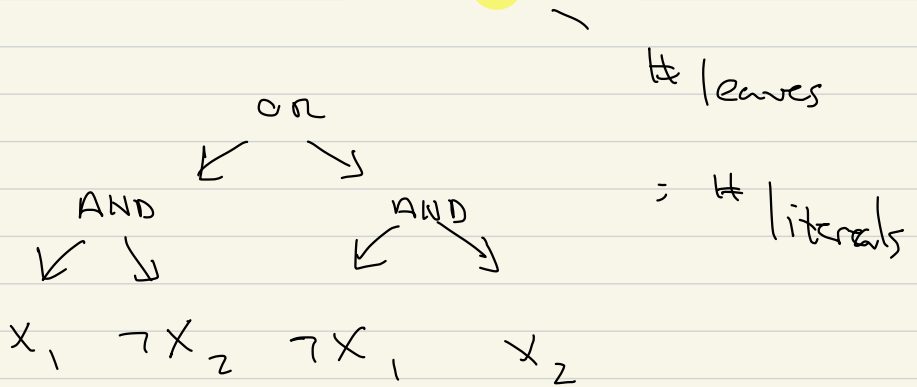 # leaves
OR
AND AND = # literals
X₁ ¬X₂ ¬X₁ X₂